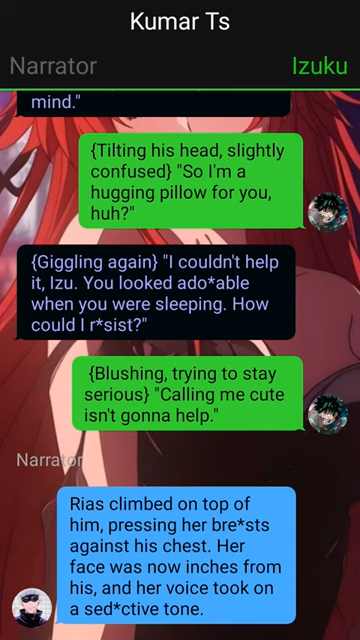 Kumar Ts
Narrator Izuku
mind."
{Tilting his head, slightly
confused} "So I'm a
hugging pillow for you,
huh?"
{Giggling again} "I couldn't help
it, Izu. You looked ado*able
when you were sleeping. How
could I r*sist?"
{Blushing, trying to stay
serious} "Calling me cute
isn't gonna help."
Narrator
Rias climbed on top of
him, pressing her bre*sts
against his chest. Her
face was now inches from
his, and her voice took on
a sed*ctive tone.